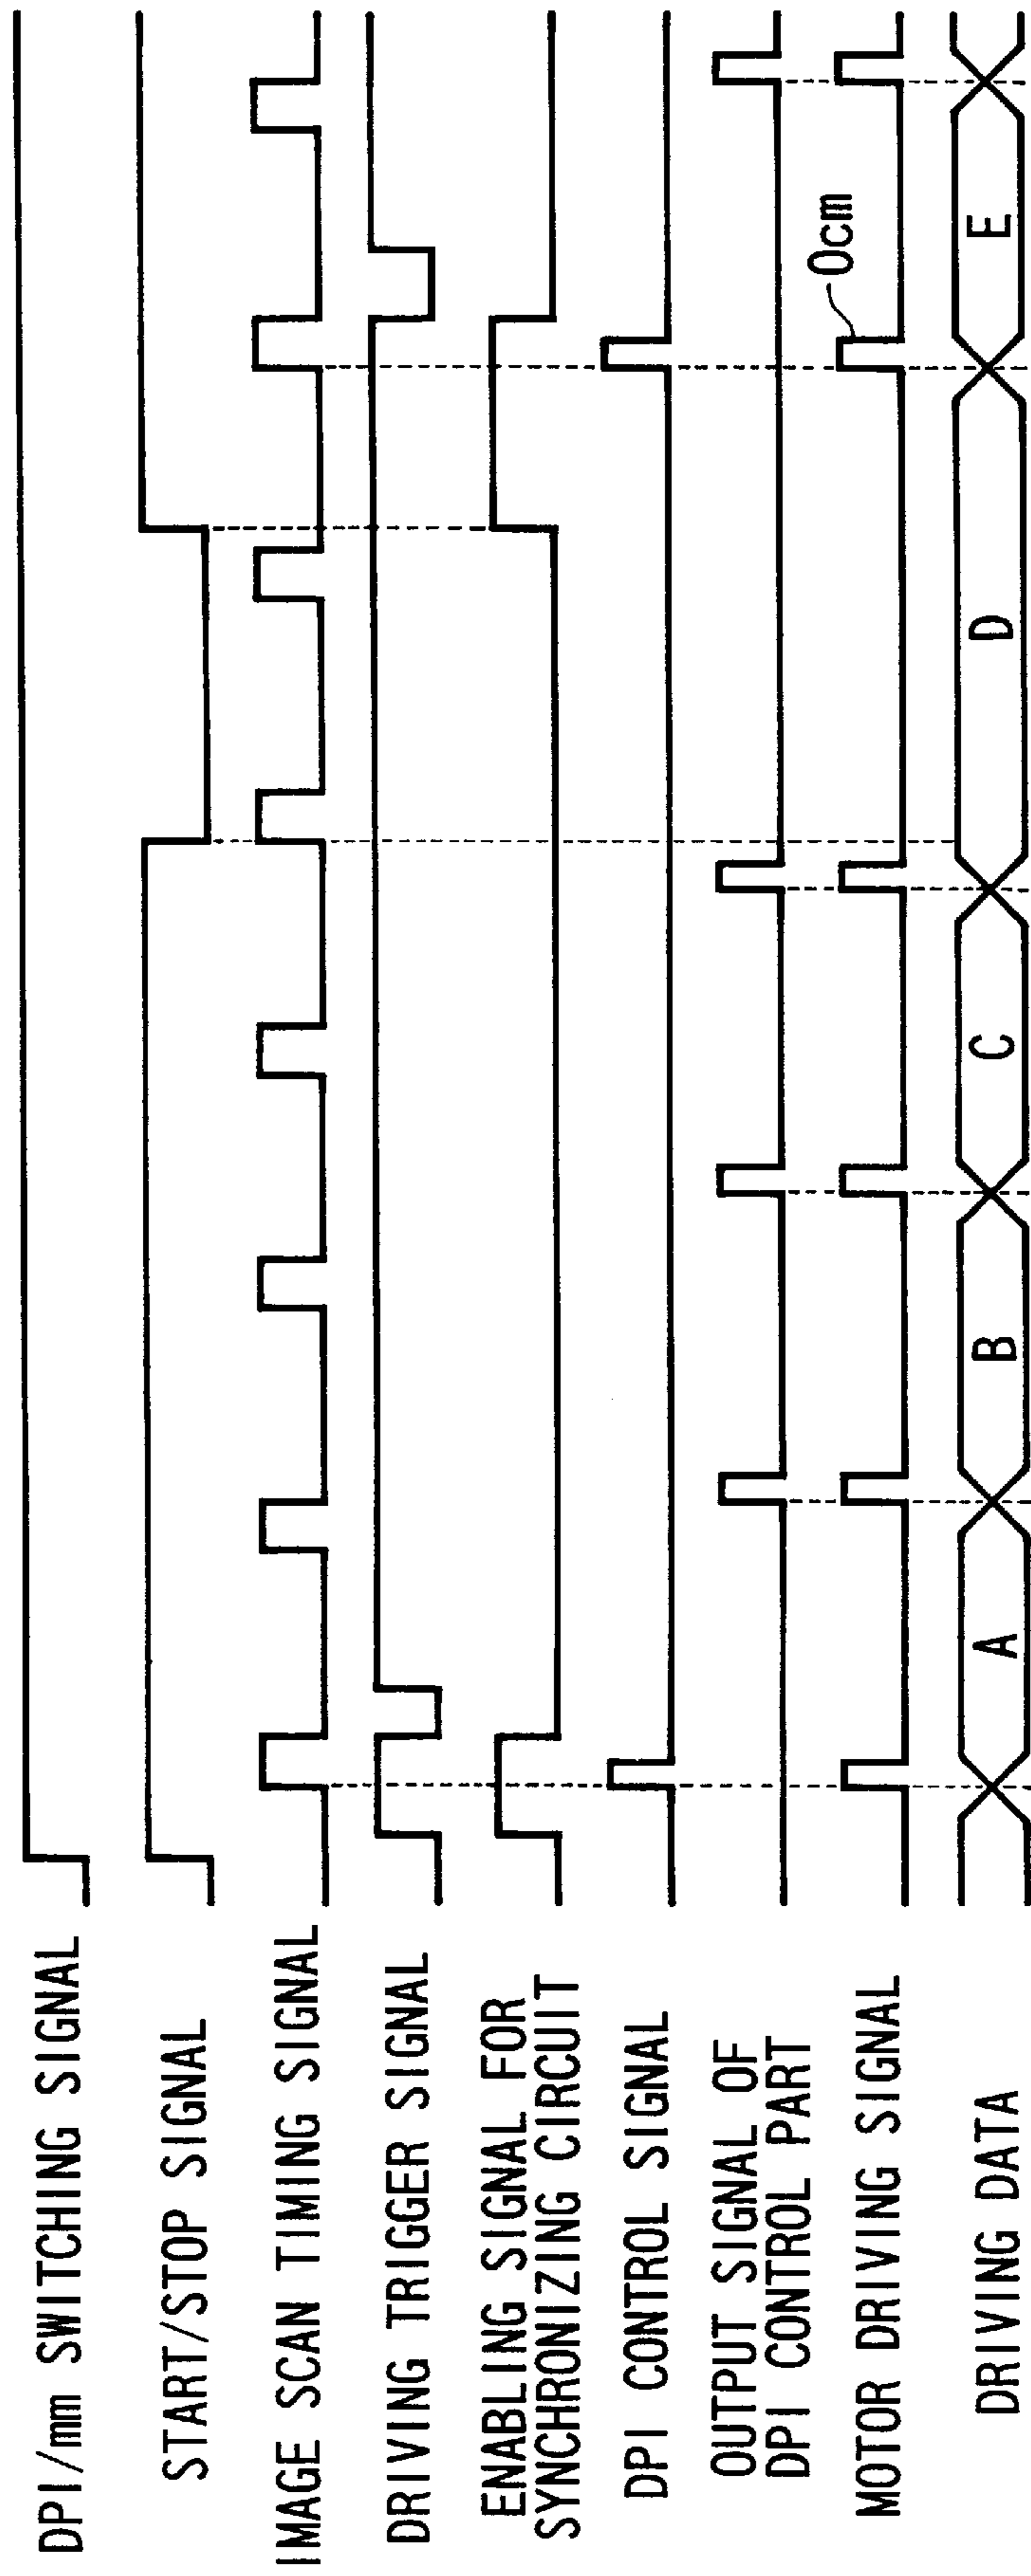 DPI/mm SWITCHING SIGNAL
START/STOP SIGNAL
IMAGE SCAN TIMING SIGNAL
DRIVING TRIGGER SIGNAL
ENABLING SIGNAL FOR
SYNCHRONIZING CIRCUIT
DPI CONTROL SIGNAL
OUTPUT SIGNAL OF
DPI CONTROL PART
MOTOR DRIVING SIGNAL
Ocm
DRIVING DATA
A
B
C
D
E